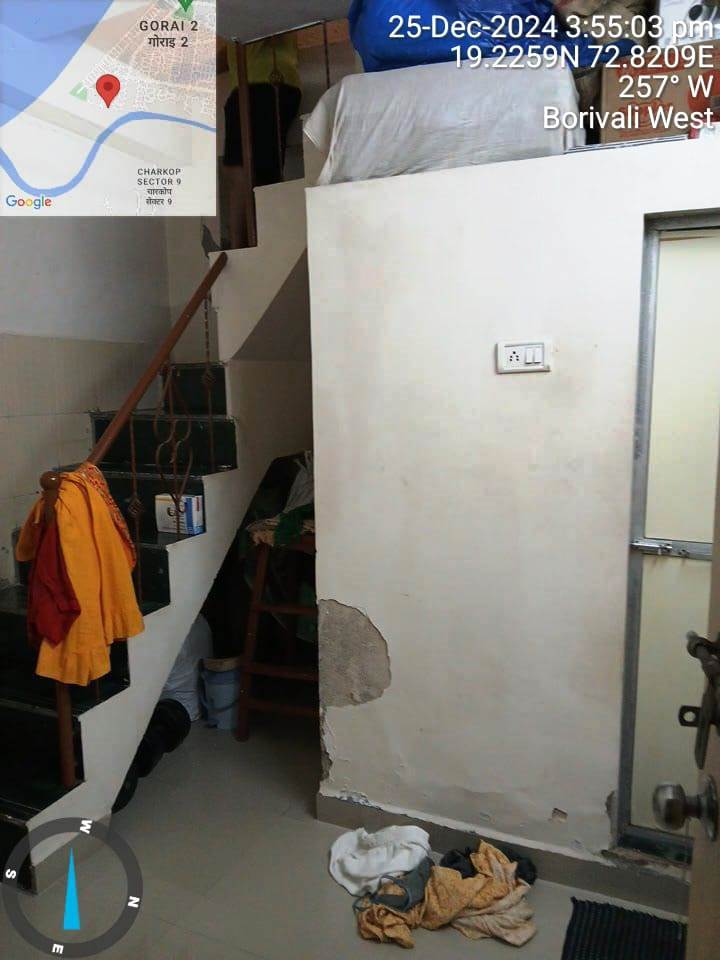 GORAI 2
गोराइ 2
CHARKOP
SECTOR 9
चारकोप
सेक्टर 9
Google
25-Dec-2024 3:55:03 pm
19.2259N 72.8209E
257° W
Borivali West
W
S
N
E